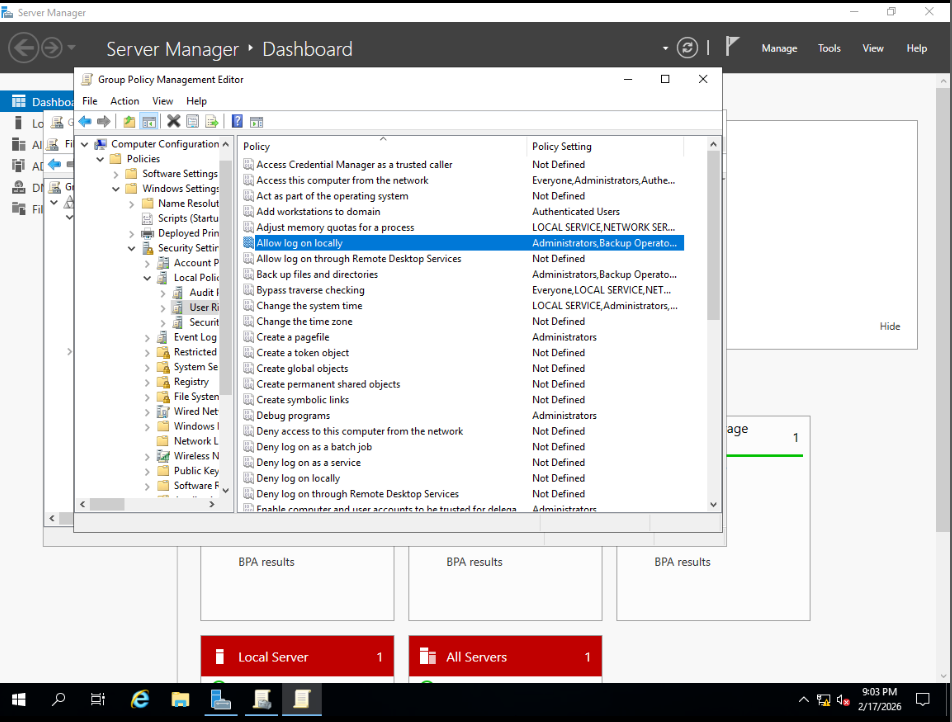 Server Manager
Server Manager • Dashboard
Manage Tools View Help
Dashboa
Group Policy Management Editor
File Action View Help
Computer Configuration
Policies
Software Settings
Windows Settings
Name Resolut
Scripts (Startu
Deployed Prin
Security Settin
Account P
Local Polic
Audit P
User Ri
Securit
Event Log
Restricted
System Se
Registry
File System
Wired Net
Windows I
Network L
Wireless N
Public Key
Software R
Policy Policy Setting
Access Credential Manager as a trusted caller Not Defined
Access this computer from the network Everyone,Administrators,Authe...
Act as part of the operating system Not Defined
Add workstations to domain Authenticated Users
Adjust memory quotas for a process LOCAL SERVICE,NETWORK SER...
Allow log on locally Administrators,Backup Operato...
Allow log on through Remote Desktop Services Not Defined
Back up files and directories Administrators,Backup Operato...
Bypass traverse checking Everyone,LOCAL SERVICE,NET...
Change the system time LOCAL SERVICE,Administrators,...
Change the time zone Not Defined
Create a pagefile Administrators
Create a token object Not Defined
Create global objects Not Defined
Create permanent shared objects Not Defined
Create symbolic links Not Defined
Debug programs Administrators
Deny access to this computer from the network Not Defined
Deny log on as a batch job Not Defined
Deny log on as a service Not Defined
Deny log on locally Not Defined
Deny log on through Remote Desktop Services Not Defined
Enable computer and user accounts to be trusted for delega Administrators
Hide
age 1
BPA results
BPA results
BPA results
Local Server 1
All Servers 1
9:03 PM
2/17/2026